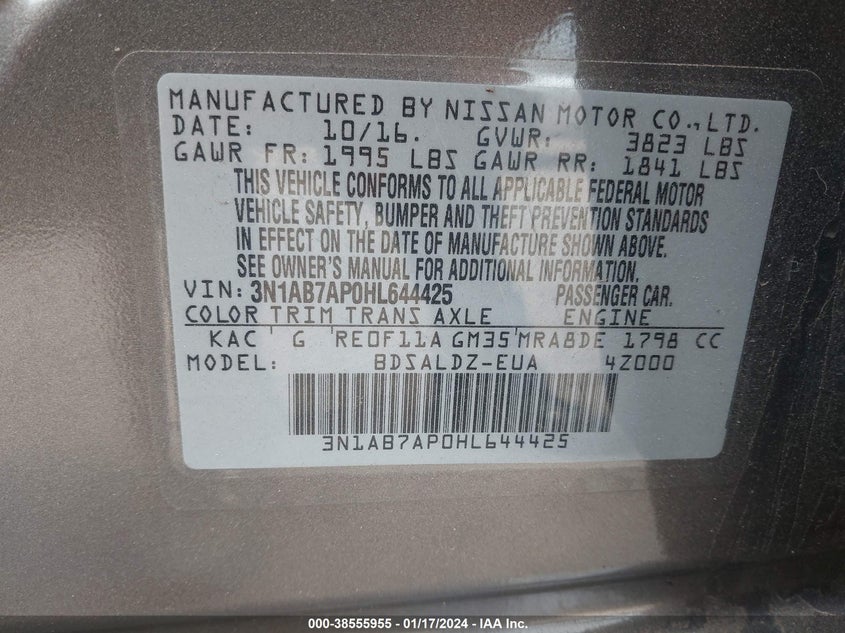 MANUFACTURED BY NISSAN MOTOR CO., LTD.
DATE: 10/16. GVWR: 3823 LBS
GAWR FR: 1995 LBS GAWR RR: 1841 LBS
THIS VEHICLE CONFORMS TO ALL APPLICABLE FEDERAL MOTOR
VEHICLE SAFETY, BUMPER AND THEFT PREVENTION STANDARDS
IN EFFECT ON THE DATE OF MANUFACTURE SHOWN ABOVE.
SEE OWNER'S MANUAL FOR ADDITIONAL INFORMATION.
VIN: 3N1AB7AP0HL644425 PASSENGER CAR.
COLOR TRIM TRANS AXLE ENGINE
KAC G RE0F11A GM35 MRA8DE 1798 CC
MODEL: BDSALDZ-EUA 4Z000
3N1AB7AP0HL644425
000-38555955 - 01/17/2024 - IAA Inc.